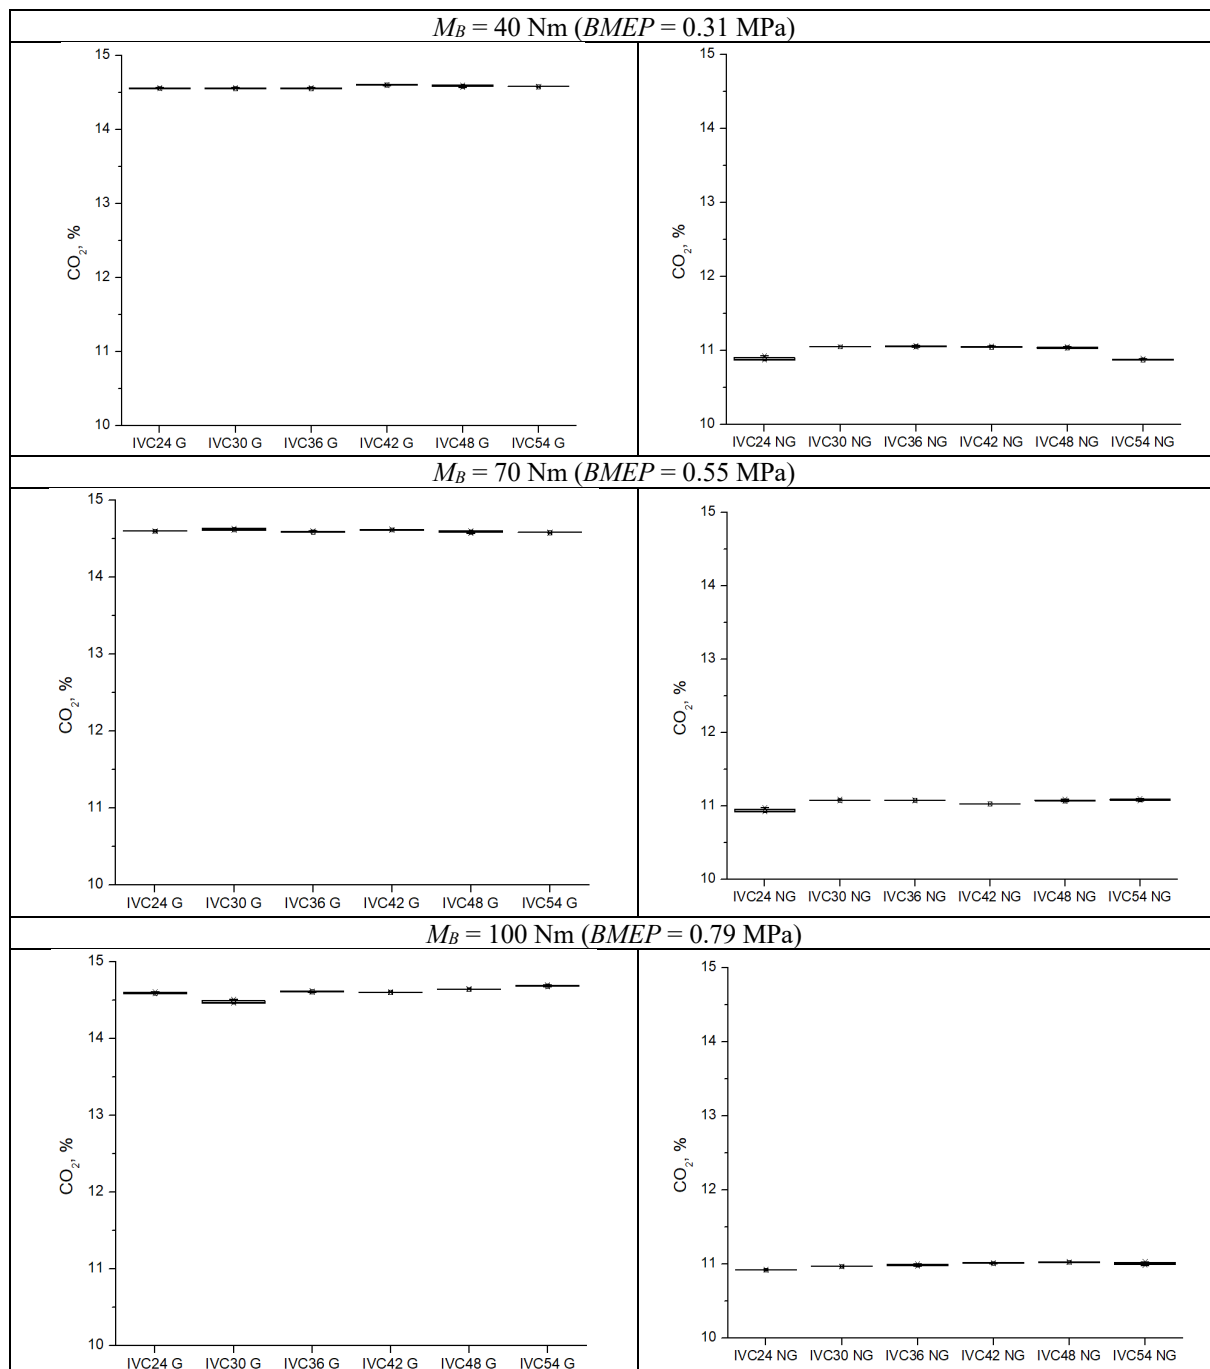 M_B = 40 Nm (BMEP = 0.31 MPa)
15
14
13
12
11
10
CO₂, %
IVC24 G IVC30 G IVC36 G IVC42 G IVC48 G IVC54 G
15
14
13
12
11
10
CO₂, %
IVC24 NG IVC30 NG IVC36 NG IVC42 NG IVC48 NG IVC54 NG
M_B = 70 Nm (BMEP = 0.55 MPa)
15
14
13
12
11
10
CO₂, %
IVC24 G IVC30 G IVC36 G IVC42 G IVC48 G IVC54 G
15
14
13
12
11
10
CO₂, %
IVC24 NG IVC30 NG IVC36 NG IVC42 NG IVC48 NG IVC54 NG
M_B = 100 Nm (BMEP = 0.79 MPa)
15
14
13
12
11
10
CO₂, %
IVC24 G IVC30 G IVC36 G IVC42 G IVC48 G IVC54 G
15
14
13
12
11
10
CO₂, %
IVC24 NG IVC30 NG IVC36 NG IVC42 NG IVC48 NG IVC54 NG